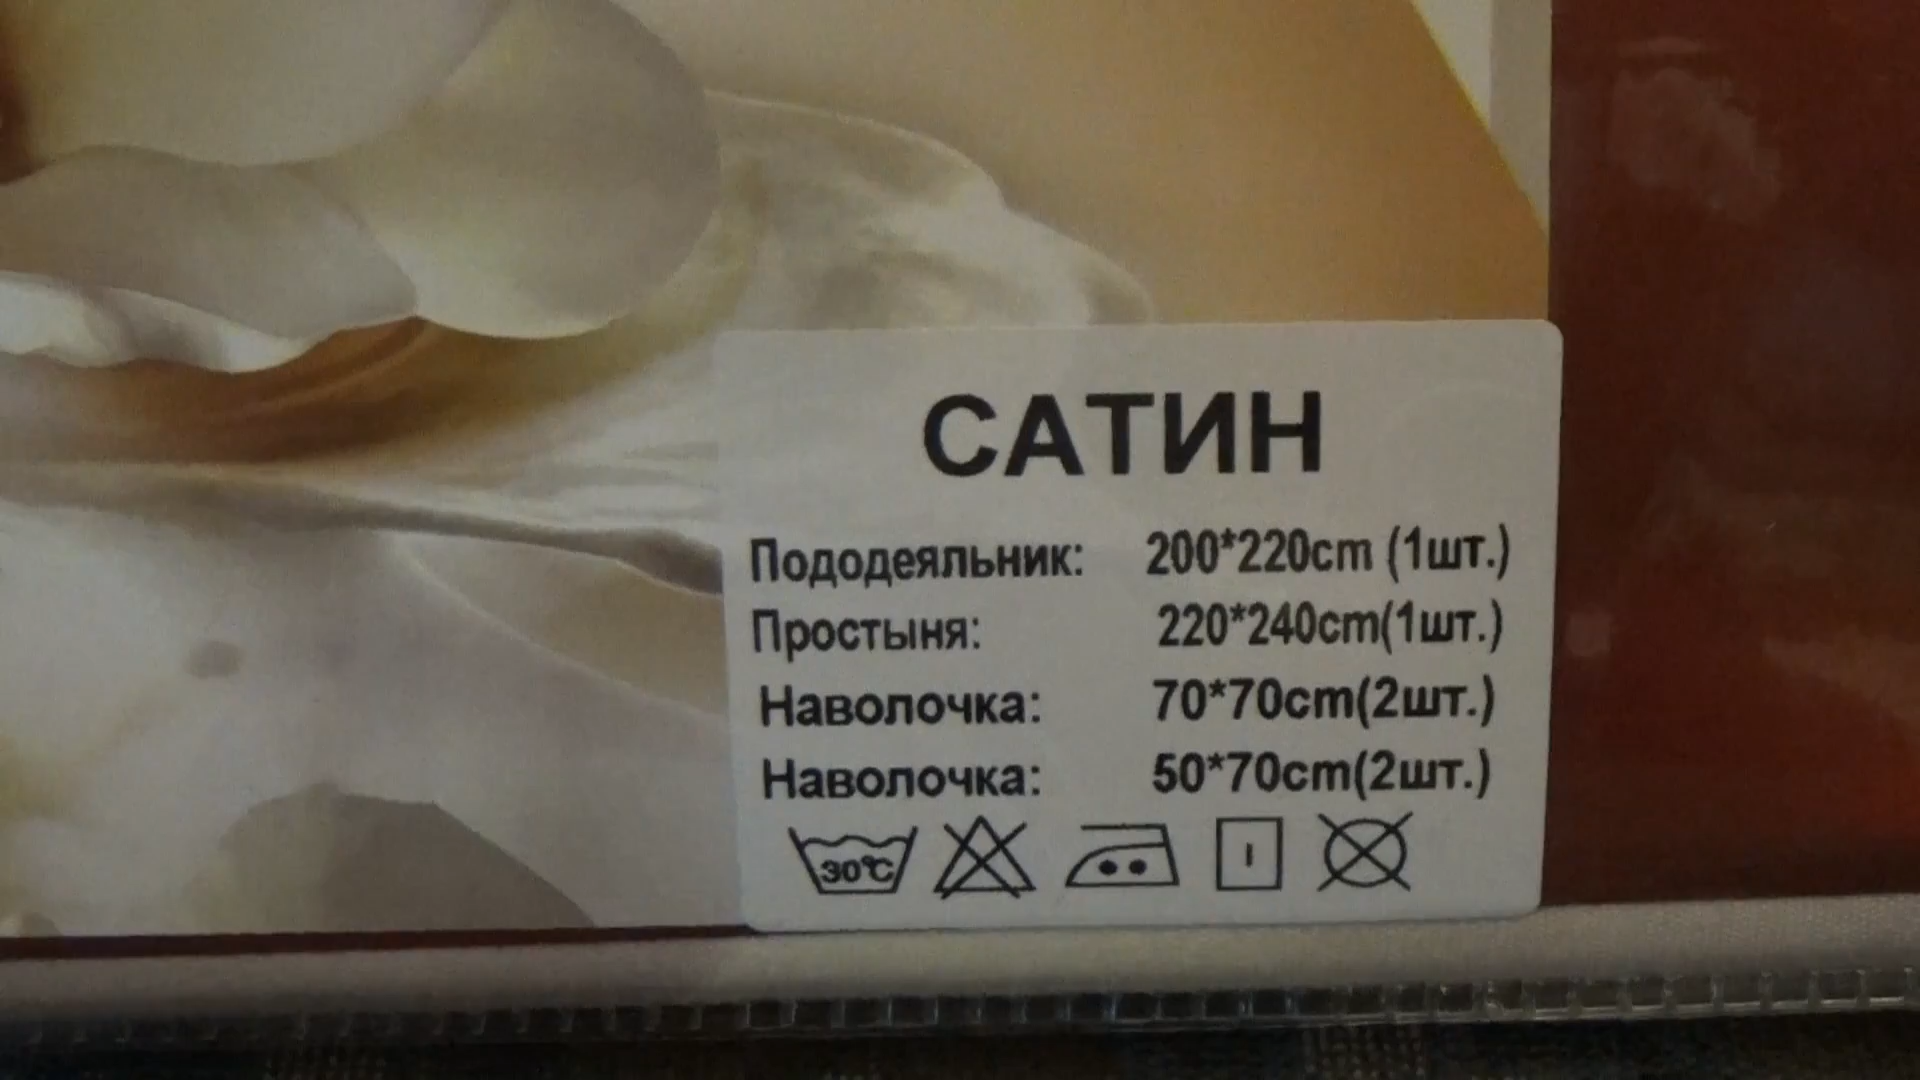 САТИН
Пододеяльник: 200*220cm (1шт.)
Простыня: 220*240cm(1шт.)
Наволочка: 70*70cm(2шт.)
Наволочка: 50*70cm(2шт.)
30°C